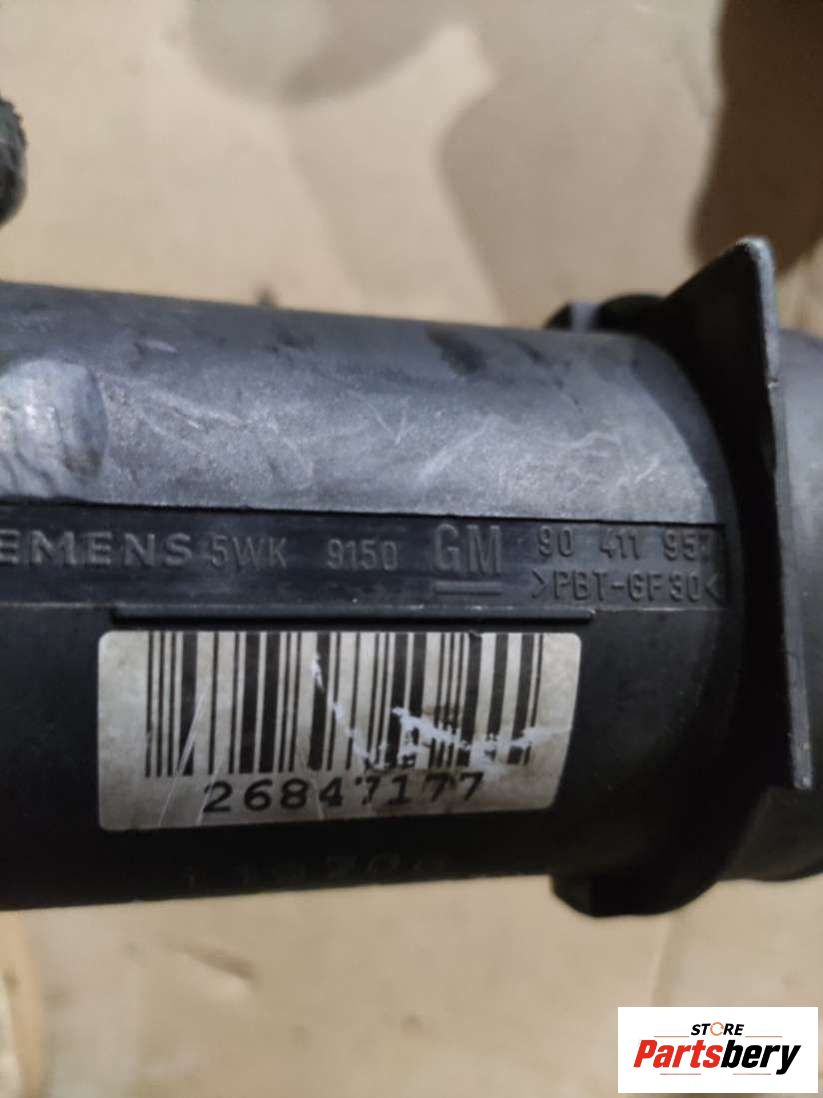 EMENS 5WK 9150 GM 90 411 957
>PBT-GF30<
26847177
STORE
Partsbery